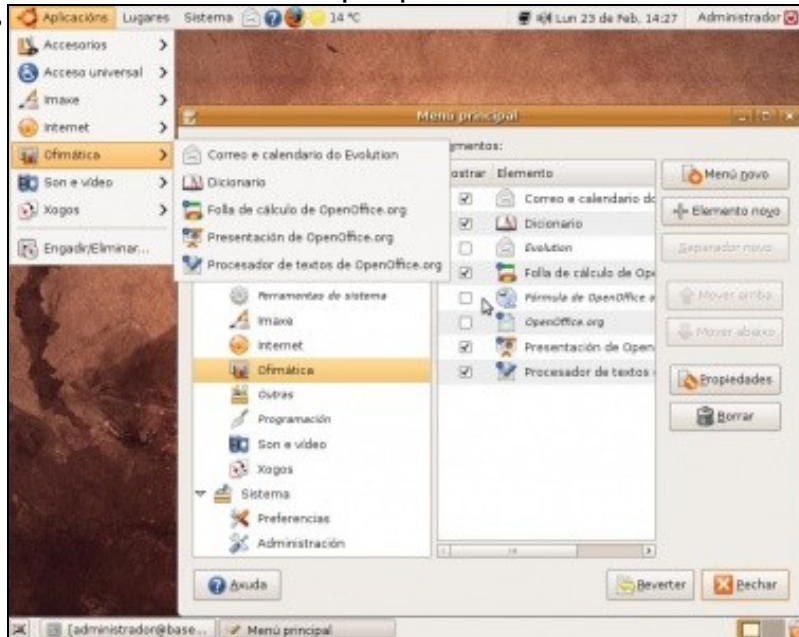 Aplicacións Lugares Sistema 14 °C Lun 23 de Feb, 14:27 Administrador
Accesorios
Acceso universal
Imaxe
Internet
Ofimática
Son e vídeo
Xogos
Engadir/Eliminar...
Correo e calendario do Evolution
Dicionario
Folla de cálculo de OpenOffice.org
Presentación de OpenOffice.org
Procesador de textos de OpenOffice.org
Menú principal
Elemento
Correo e calendario do
Dicionario
Evolution
Folla de cálculo de Ope
Fórmula de OpenOffice.o
OpenOffice.org
Presentación de Open
Procesador de textos
Menú novo
Elemento novo
Separador novo
Mover arriba
Mover abaixo
Propiedades
Borrar
Ferramentas do sistema
Imaxe
Internet
Ofimática
Outras
Programación
Son e vídeo
Xogos
Sistema
Preferencias
Administración
Axuda
Reverter
Pechar
[administrador@base...
Menú principal